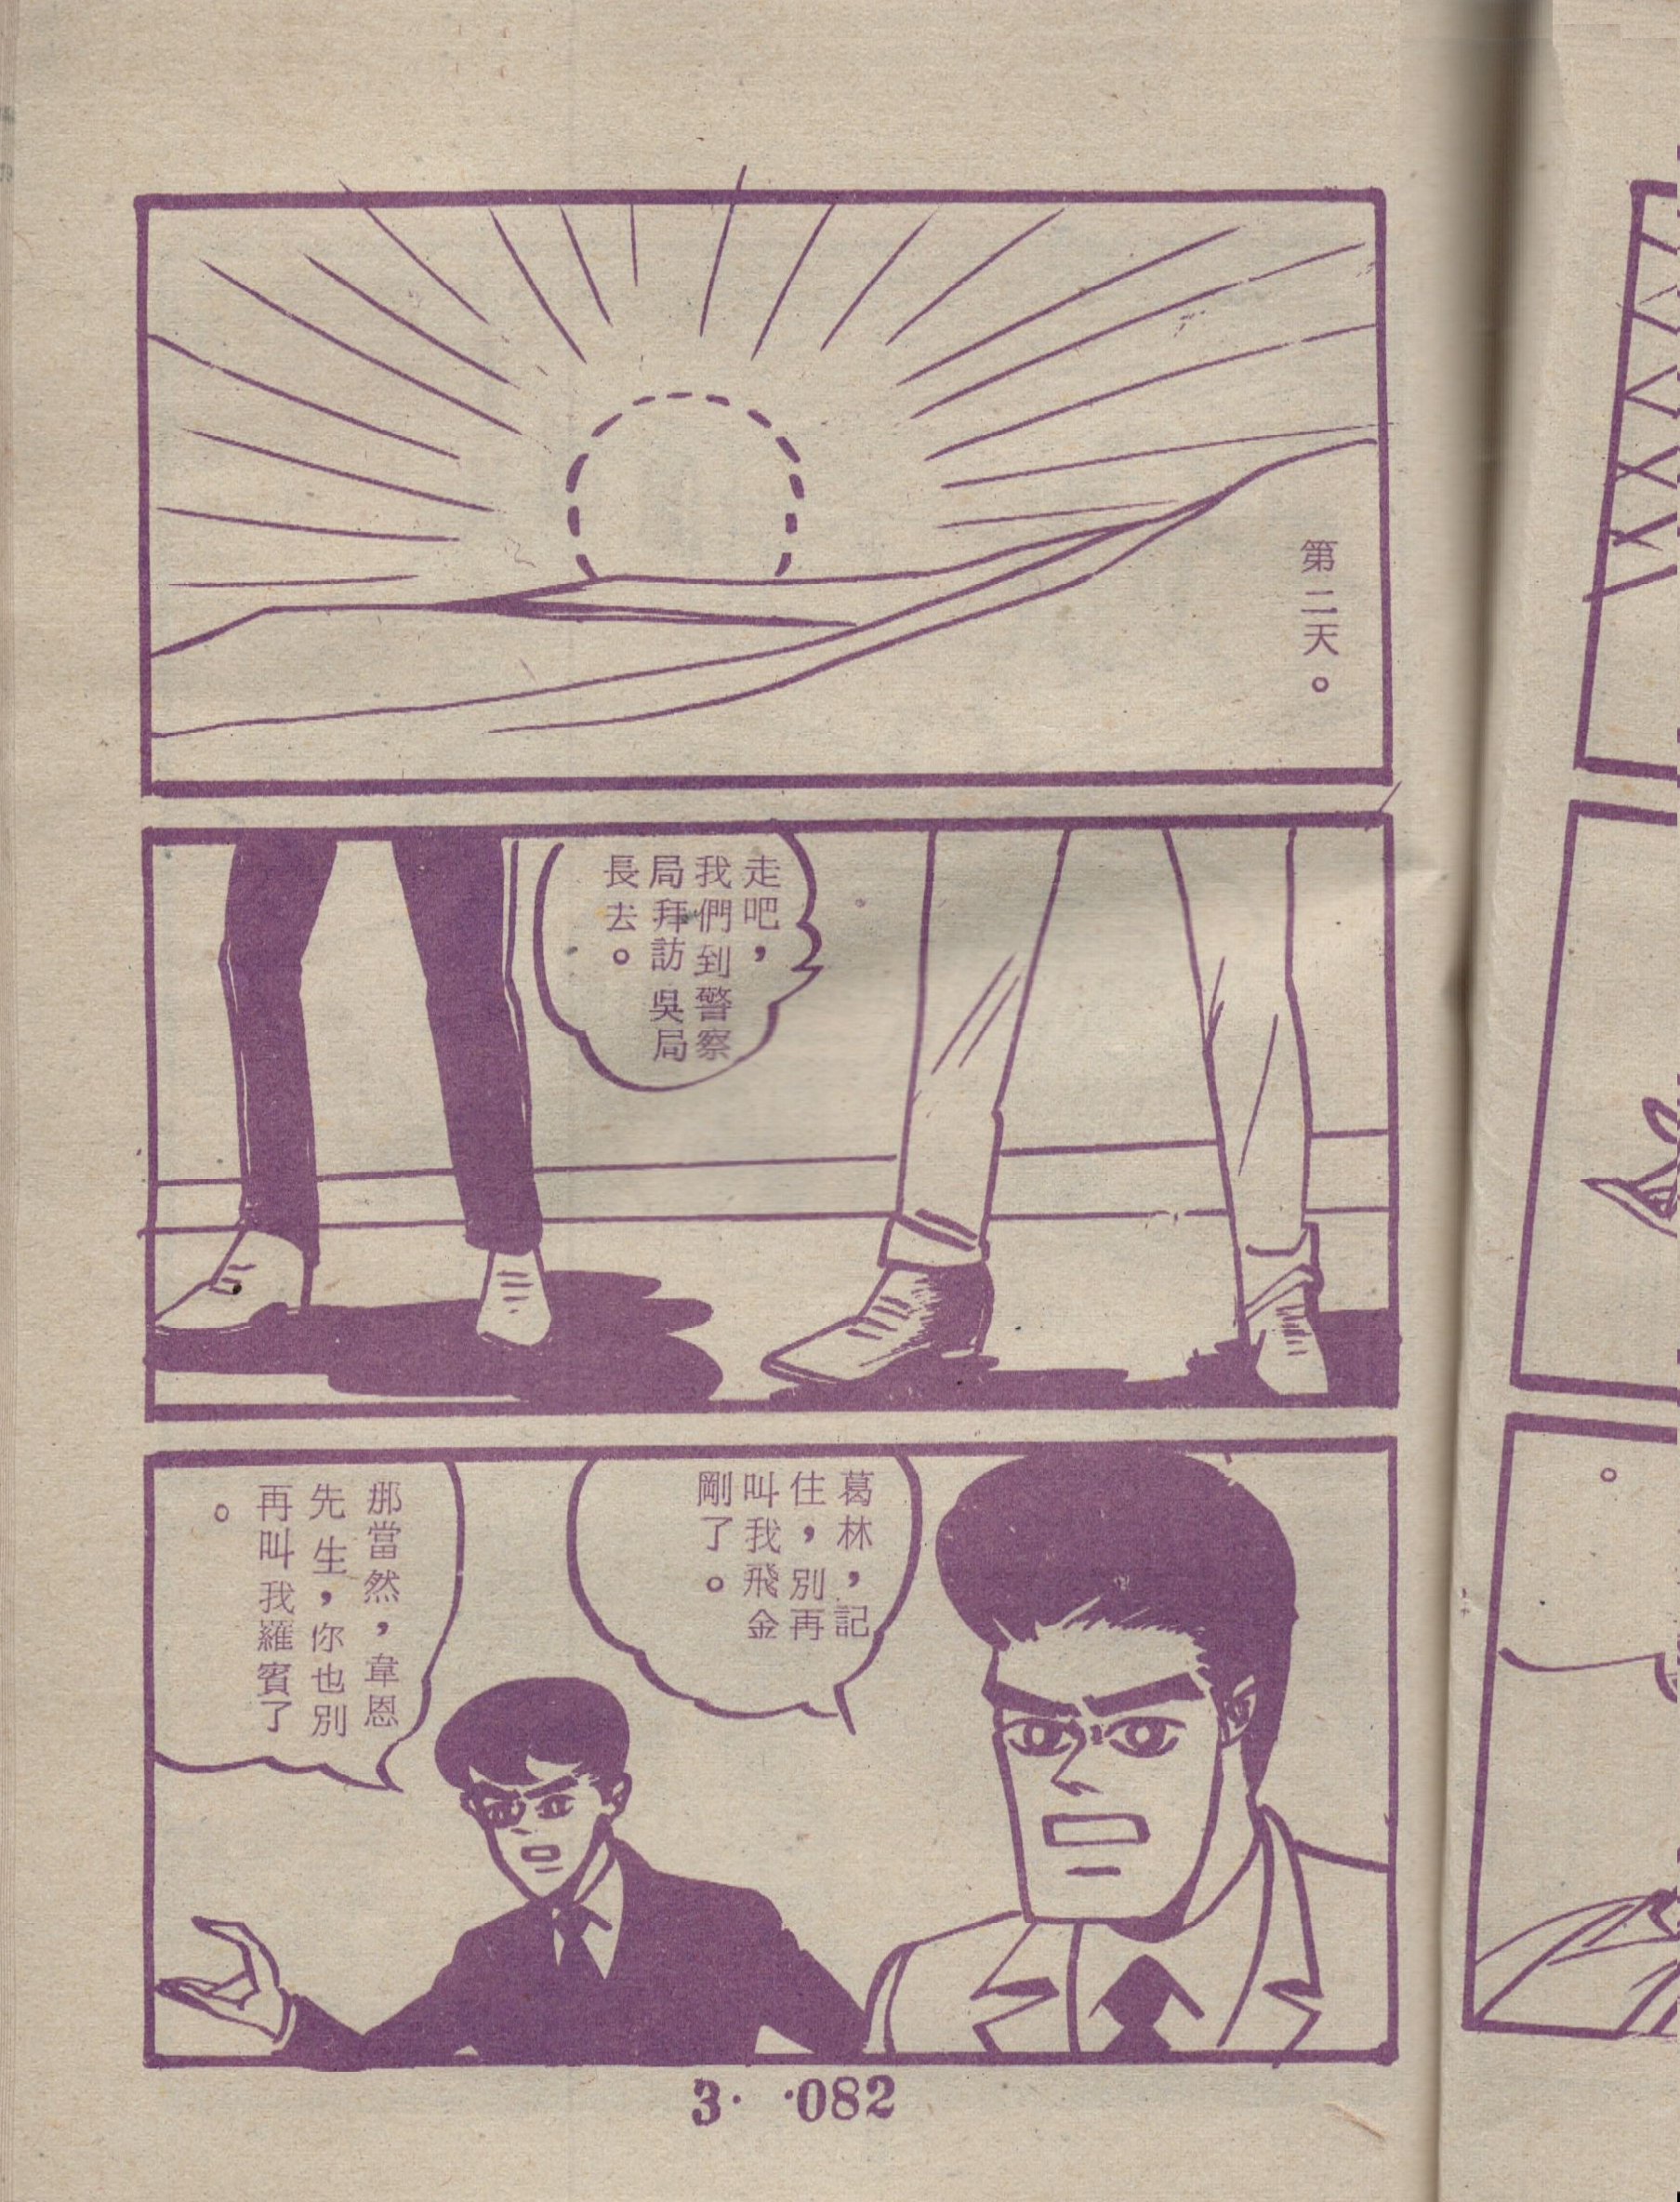 第二天。
走吧，
我們到警察
局拜訪吳局
長去。
葛林，記
住，別再
叫我飛金
剛了。
那當然，韋恩
先生，你也別
再叫我羅賓了
。
3· ·082
。